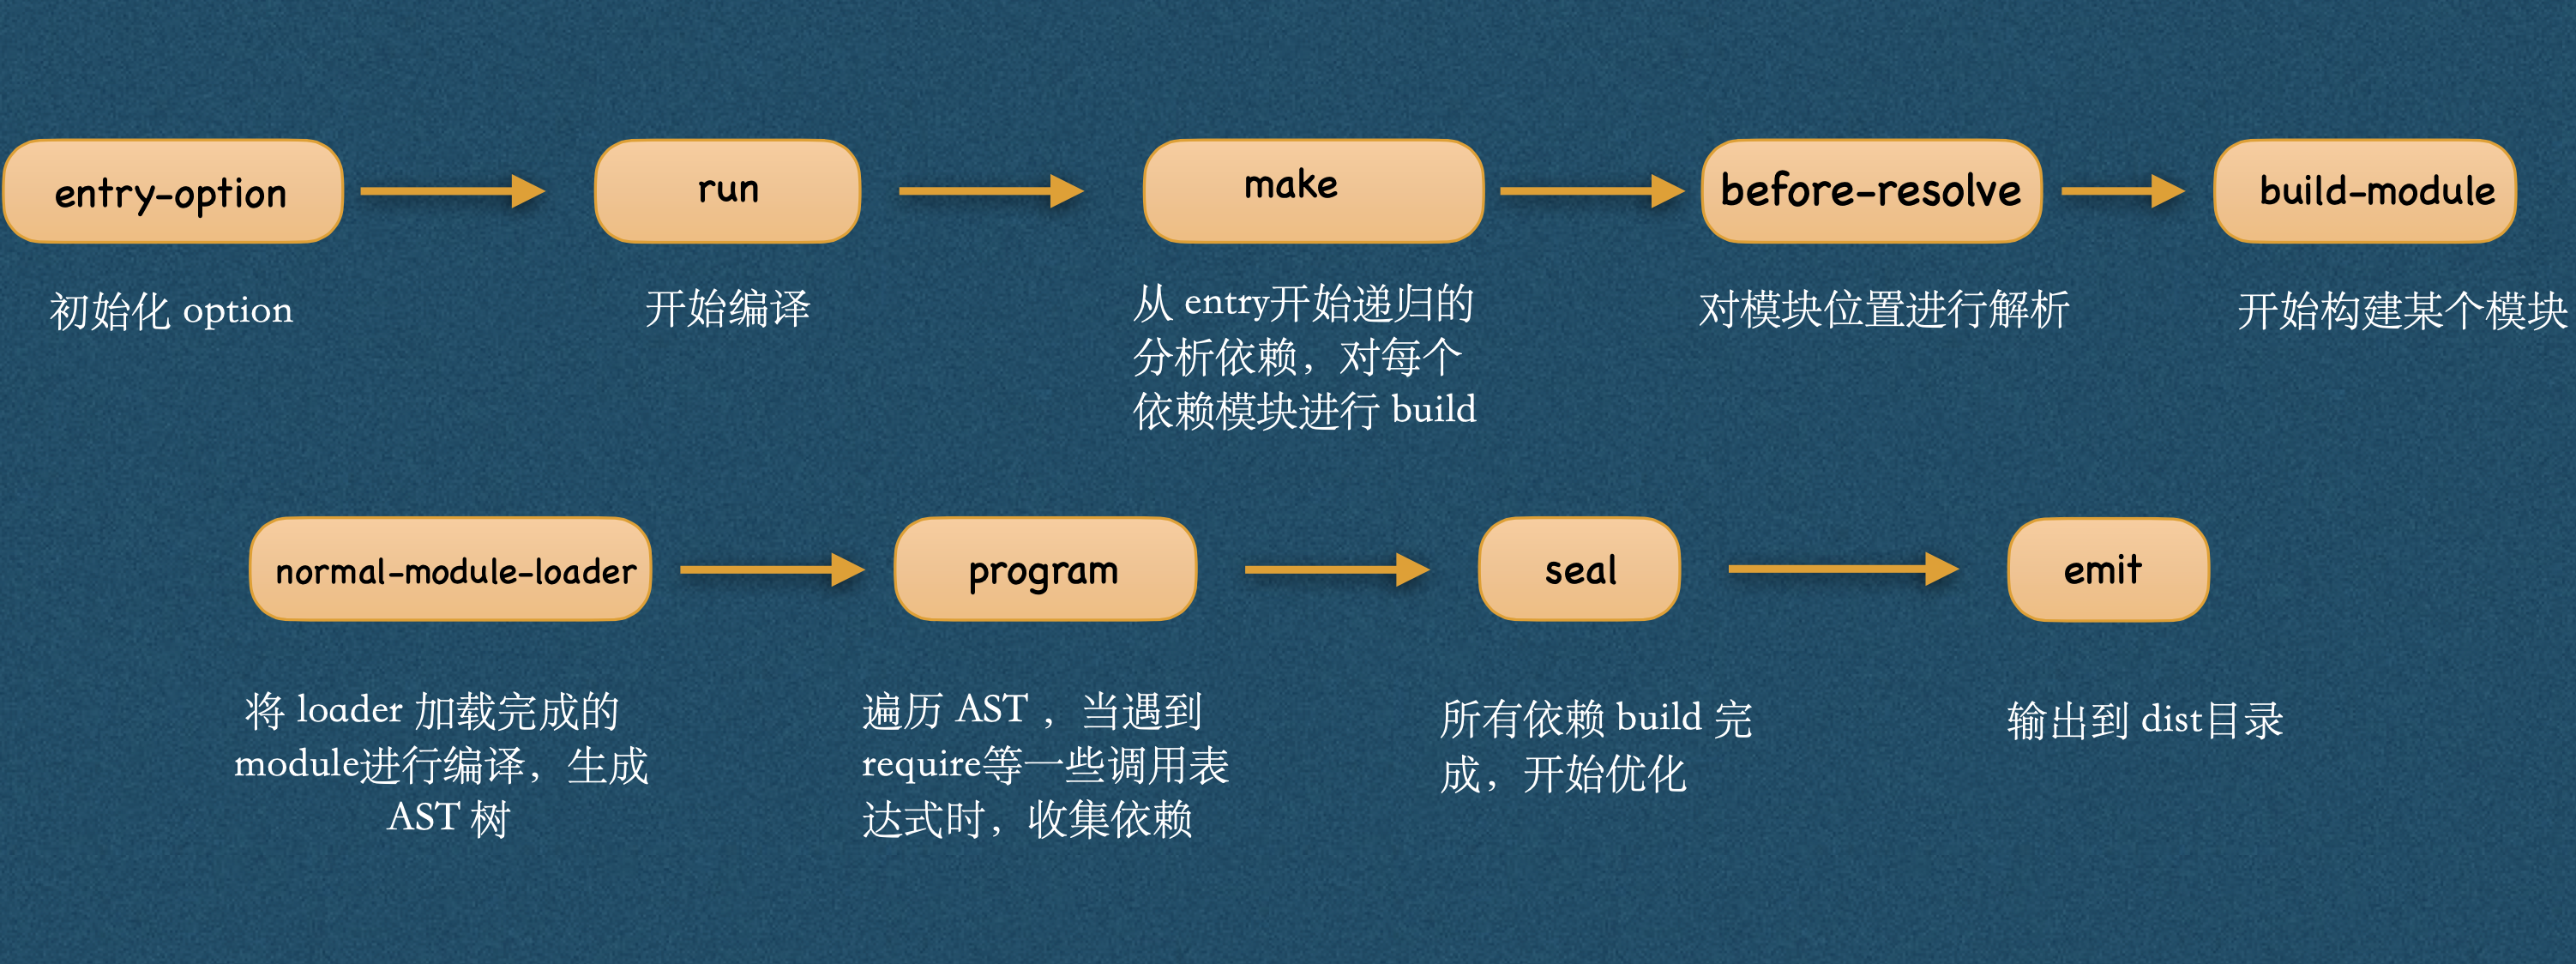 entry-option
run
make
before-resolve
build-module
初始化 option
开始编译
从 entry开始递归的
分析依赖，对每个
依赖模块进行 build
对模块位置进行解析
开始构建某个模块
normal-module-loader
program
seal
emit
将 loader 加载完成的
module进行编译，生成
AST 树
遍历 AST ，当遇到
require等一些调用表
达式时，收集依赖
所有依赖 build 完
成，开始优化
输出到 dist目录